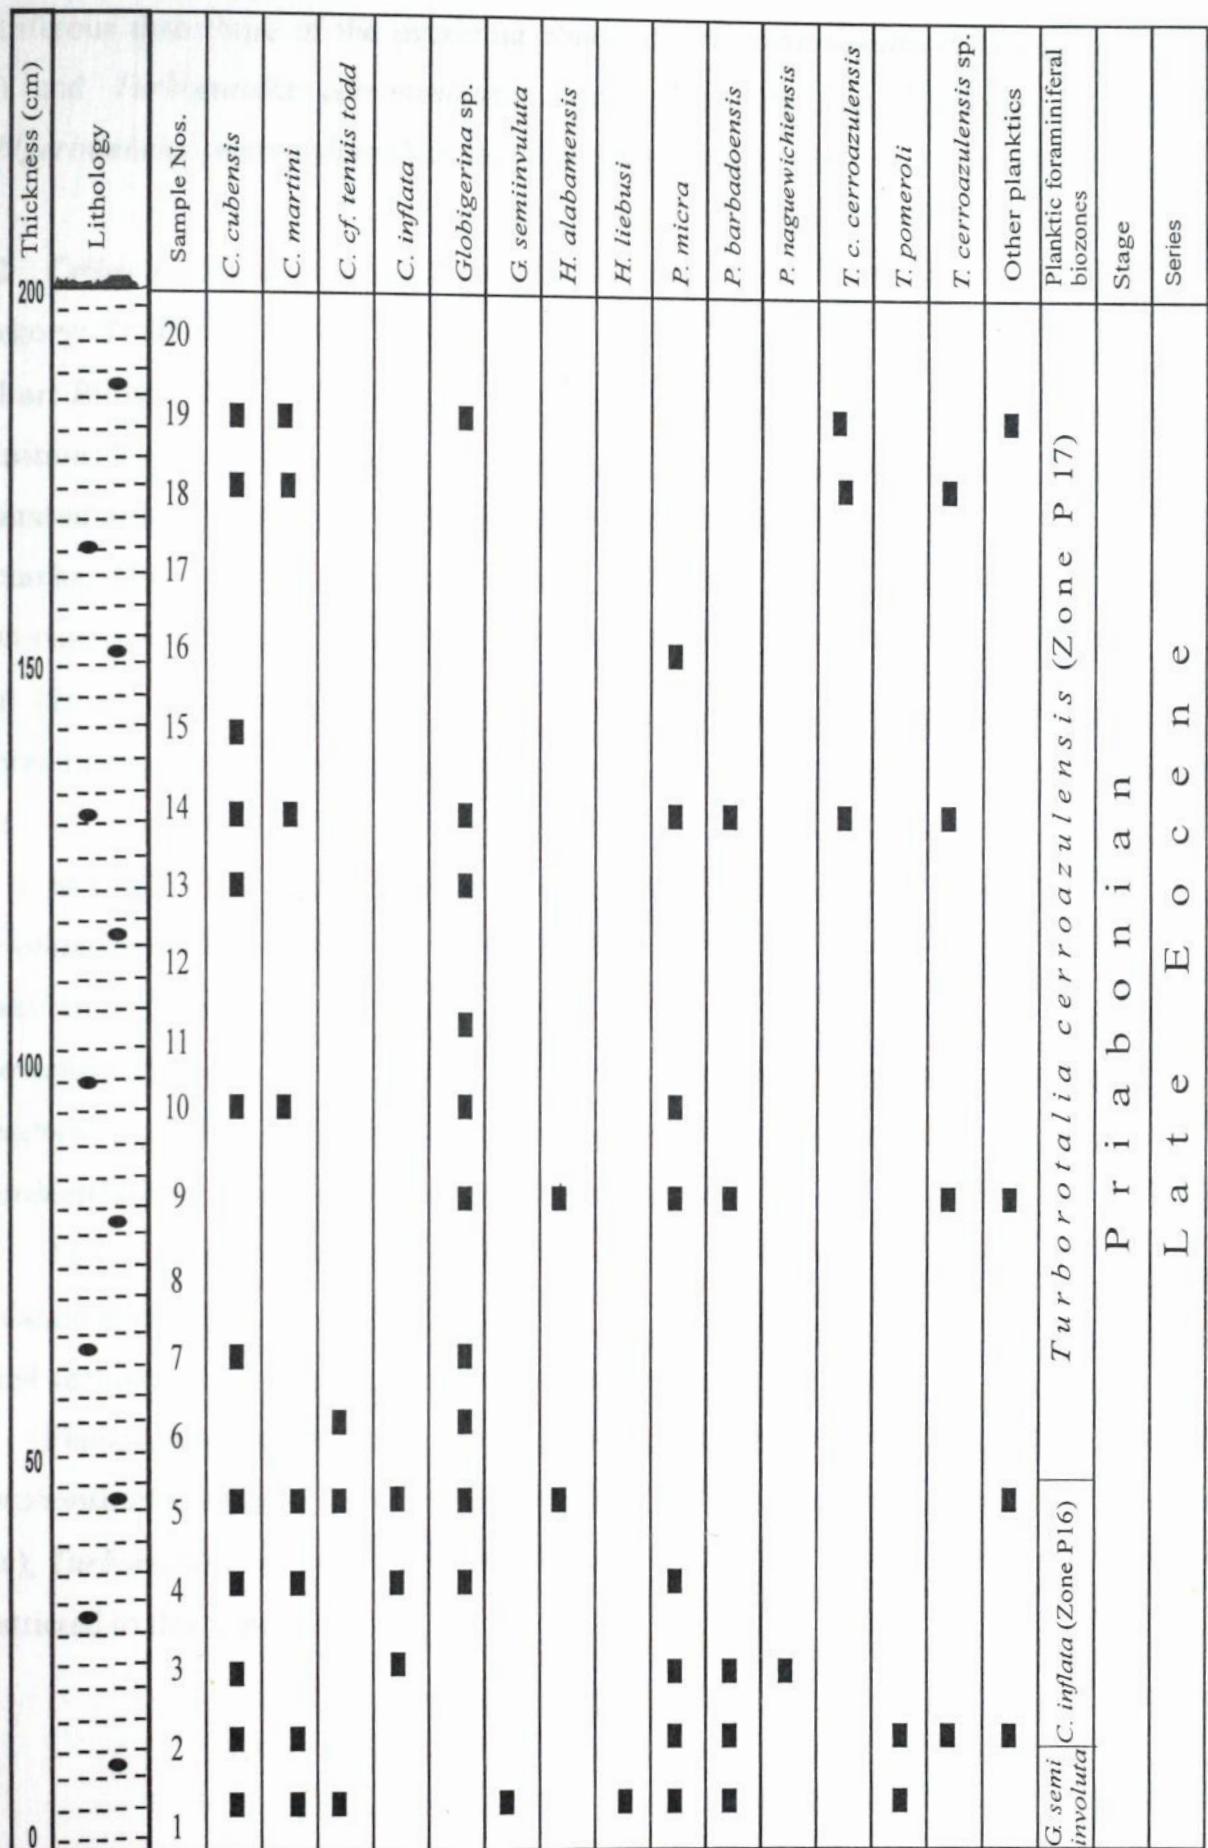 Thickness (cm)
Lithology
Sample Nos.
C. cubensis
C. martini
C. cf. tenuis todd
C. inflata
Globigerina sp.
G. semiinvuluta
H. alabamensis
H. liebusi
P. micra
P. barbadoensis
P. naguewichiensis
T. c. cerroazulensis
T. pomeroli
T. cerroazulensis sp.
Other planktics
Planktic foraminiferal
biozones
Stage
Series
200
150
100
50
0
20
19
18
17
16
15
14
13
12
11
10
9
8
7
6
5
4
3
2
1
Turborotalia cerroazulensis (Zone P 17)
C. inflata (Zone P16)
G. semi
involuta
Priabonian
Late Eocene